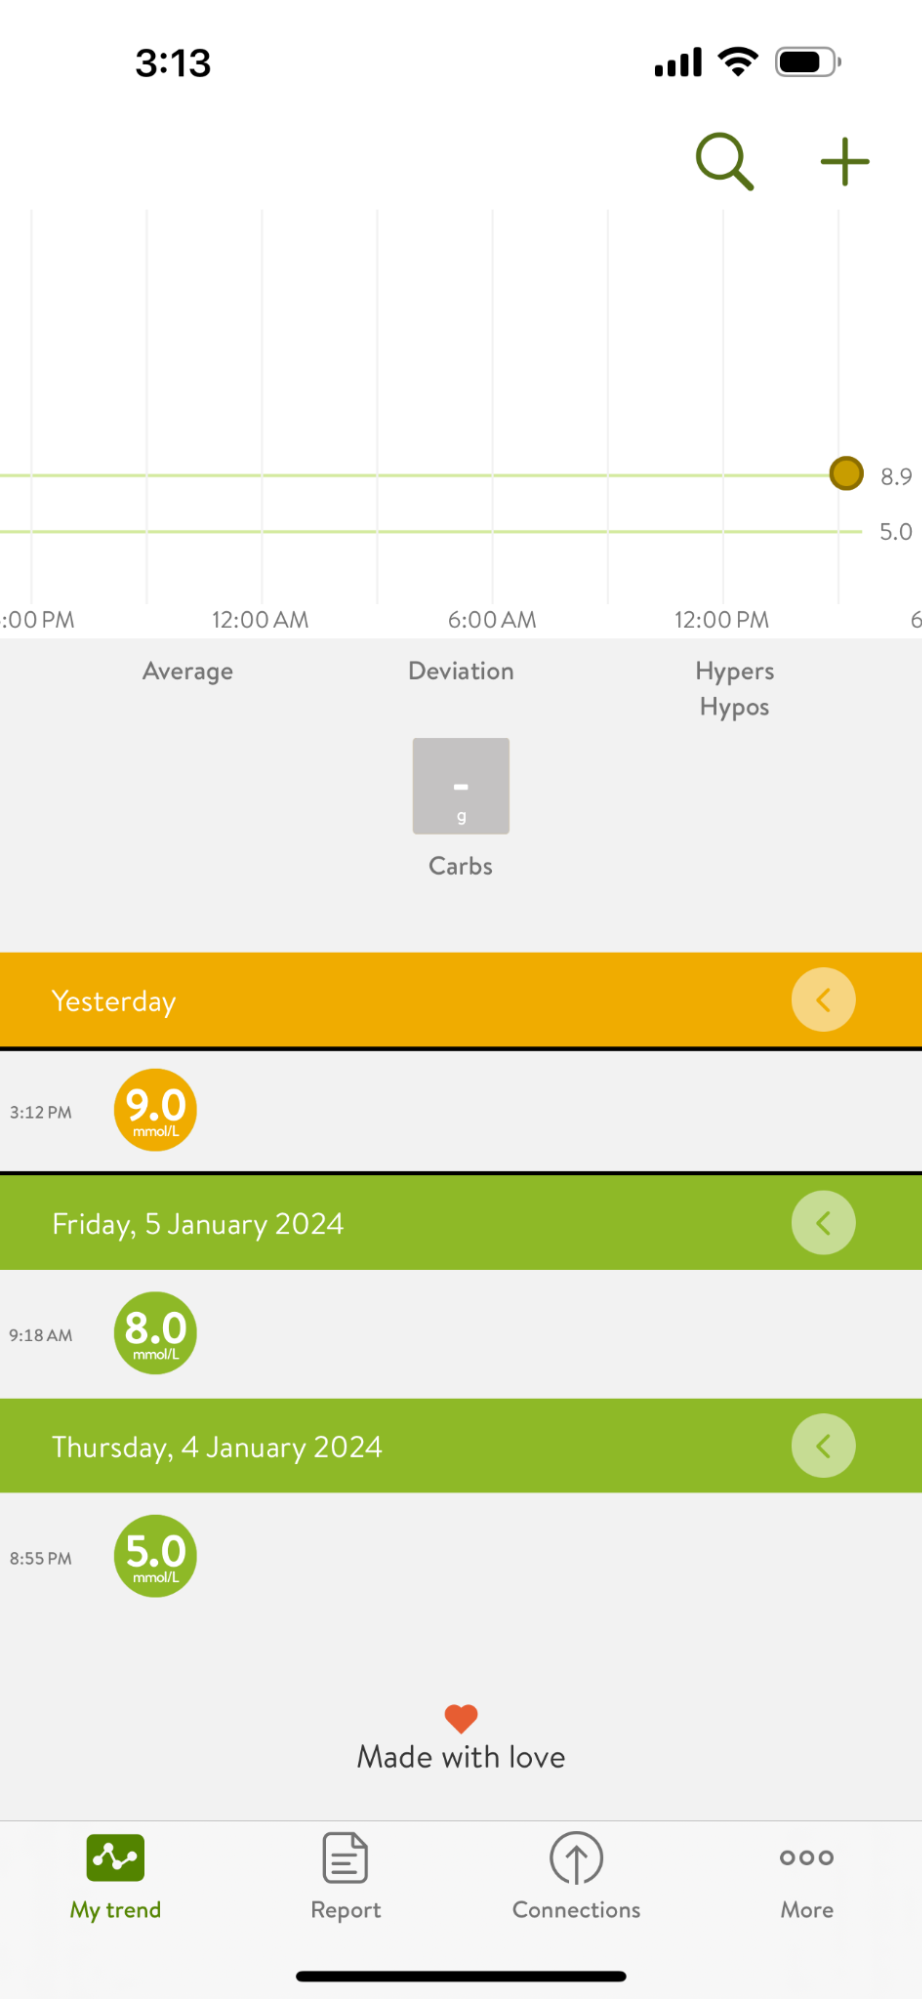 3:13
8.9
5.0
:00 PM 12:00 AM 6:00 AM 12:00 PM 6
Average Deviation Hypers
Hypos
-
g
Carbs
Yesterday
3:12 PM 9.0
mmol/L
Friday, 5 January 2024
9:18 AM 8.0
mmol/L
Thursday, 4 January 2024
8:55 PM 5.0
mmol/L
Made with love
My trend Report Connections More